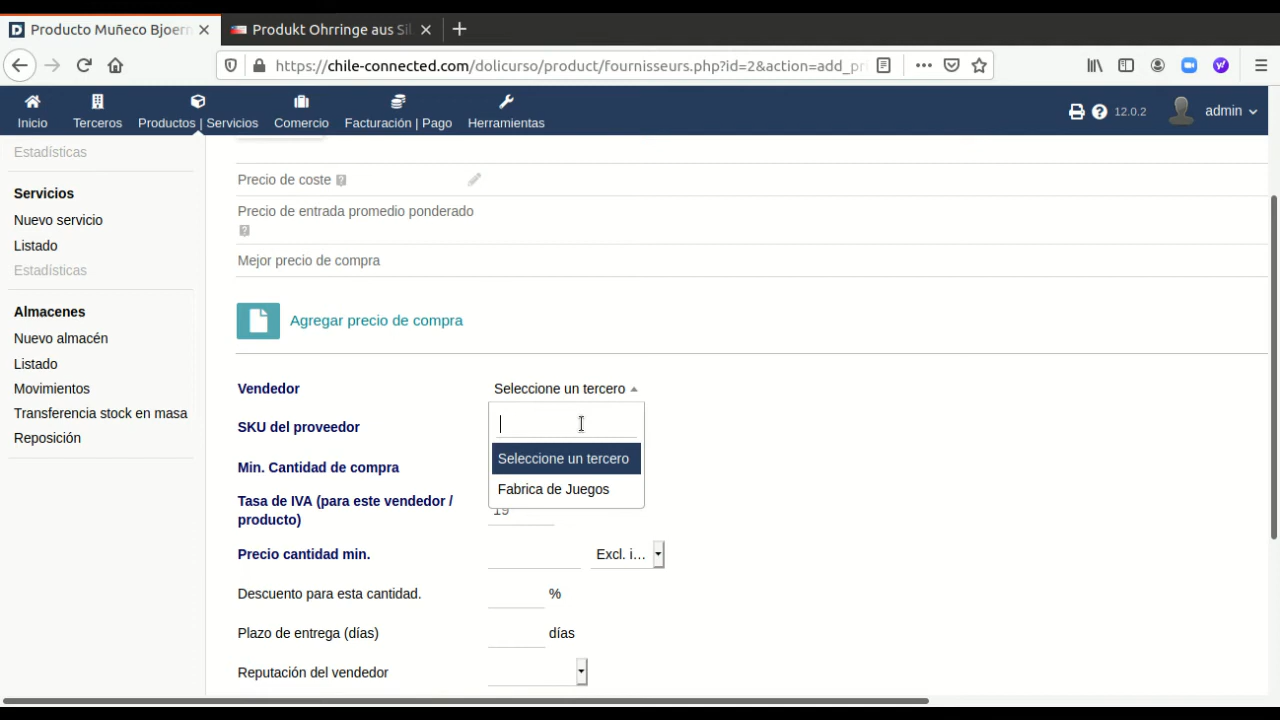 Producto Muñeco Bjoern
Produkt Ohrringe aus Sil
https://chile-connected.com/dolicurso/product/fournisseurs.php?id=2&action=add_pr
Inicio
Terceros
Productos | Servicios
Comercio
Facturación | Pago
Herramientas
12.0.2
admin
Estadísticas
Servicios
Nuevo servicio
Listado
Estadísticas
Almacenes
Nuevo almacén
Listado
Movimientos
Transferencia stock en masa
Reposición
Precio de coste
Precio de entrada promedio ponderado
Mejor precio de compra
Agregar precio de compra
Vendedor
Seleccione un tercero
SKU del proveedor
Seleccione un tercero
Min. Cantidad de compra
Fabrica de Juegos
Tasa de IVA (para este vendedor /
producto)
19
Precio cantidad min.
Excl. i...
Descuento para esta cantidad.
%
Plazo de entrega (días)
días
Reputación del vendedor